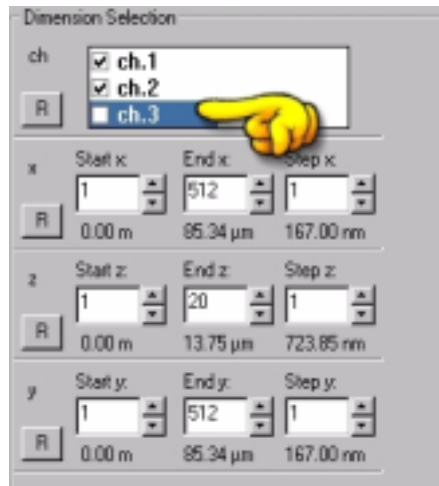 Dimension Selection
ch
ch.1
ch.2
R
ch.3
x
Start x: End x: Step x:
1 512 1
R
0.00 m 85.34 µm 167.00 nm
z
Start z: End z: Step z:
1 20 1
R
0.00 m 13.75 µm 723.85 nm
y
Start y: End y: Step y:
1 512 1
R
0.00 m 85.34 µm 167.00 nm